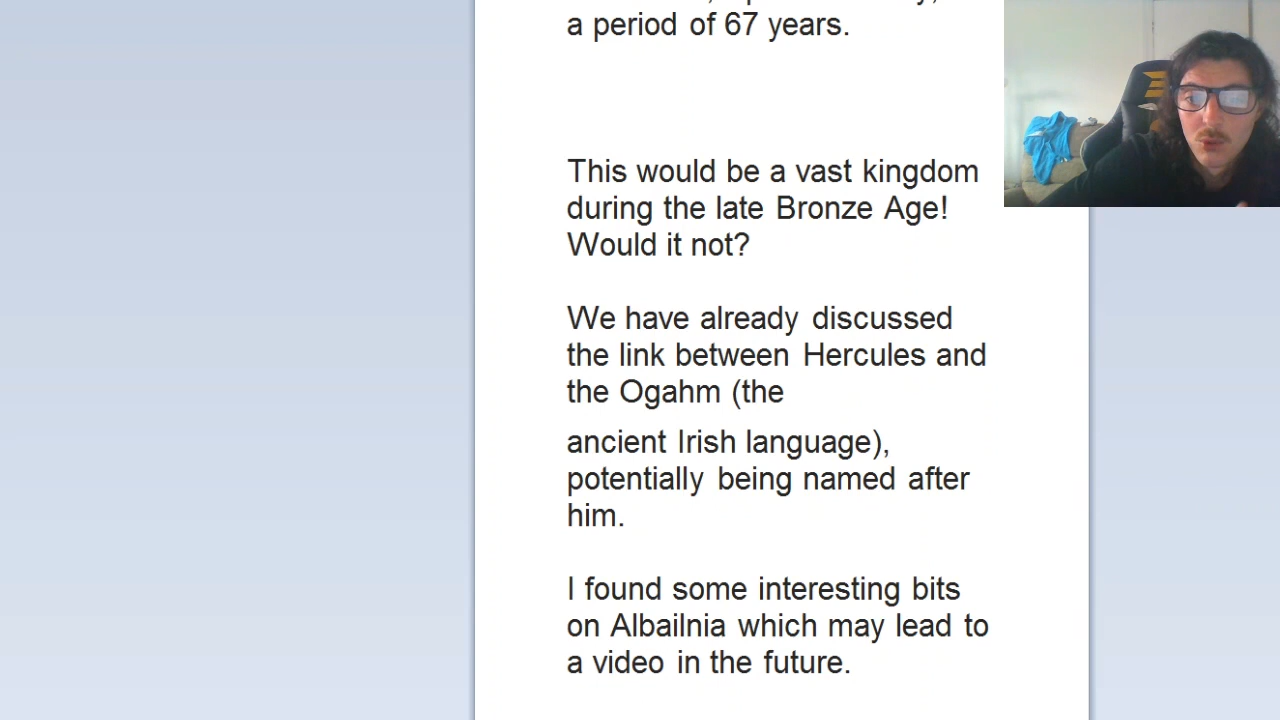 a period of 67 years.
This would be a vast kingdom
during the late Bronze Age!
Would it not?
We have already discussed
the link between Hercules and
the Ogahm (the
ancient Irish language),
potentially being named after
him.
I found some interesting bits
on Albailnia which may lead to
a video in the future.